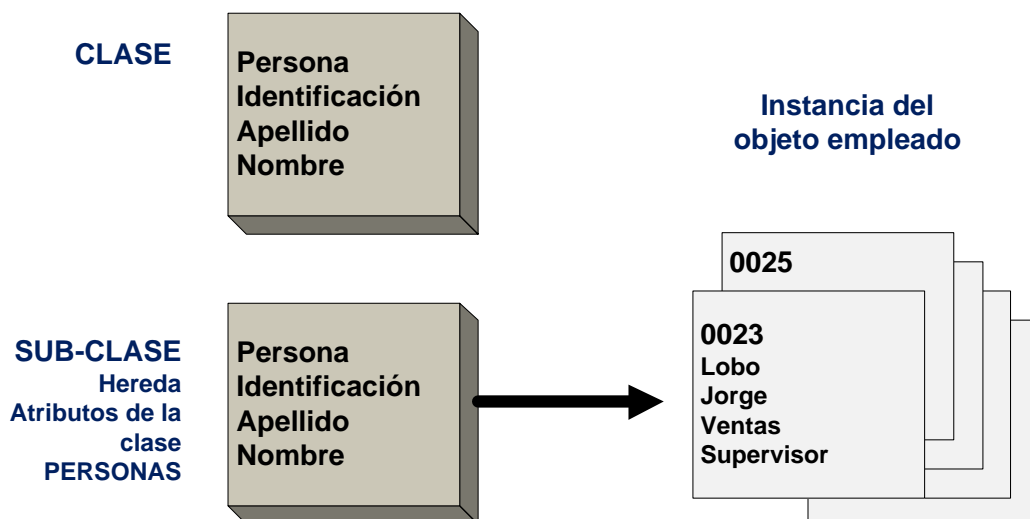 CLASE
Persona
Identificación
Apellido
Nombre
Instancia del
objeto empleado
SUB-CLASE
Hereda
Atributos de la
clase
PERSONAS
Persona
Identificación
Apellido
Nombre
0025
0023
Lobo
Jorge
Ventas
Supervisor